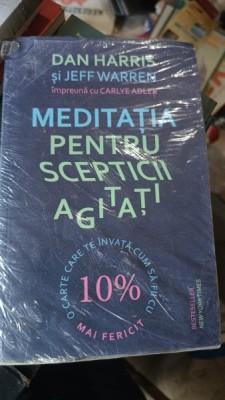 DAN HARRIS
și JEFF WARREN
împreună cu CARLYE ADLER
MEDITAȚIA
PENTRU
SCEPTICII
AGITAȚI
O CARTE CARE TE ÎNVAȚĂ CUM SĂ FII CU
10%
MAI FERICIT
BESTSELLER
NEW YORK TIMES